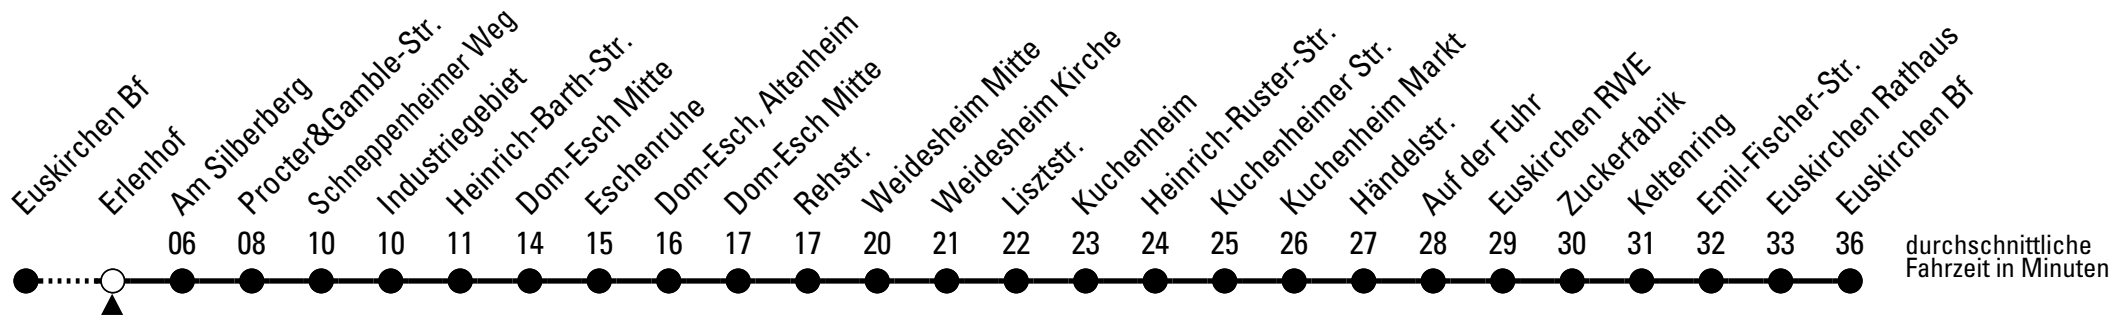 Euskirchen Bf
Erlenhof
Am Silberberg
Procter&Gamble-Str.
Schneppenheimer Weg
Industriegebiet
Heinrich-Barth-Str.
Dom-Esch Mitte
Eschenruhe
Dom-Esch, Altenheim
Dom-Esch Mitte
Rehstr.
Weidesheim Mitte
Weidesheim Kirche
Lisztstr.
Kuchenheim
Heinrich-Ruster-Str.
Kuchenheimer Str.
Kuchenheim Markt
Händelstr.
Auf der Fuhr
Euskirchen RWE
Zuckerfabrik
Keltenring
Emil-Fischer-Str.
Euskirchen Rathaus
Euskirchen Bf
06 08 10 10 11 14 15 16 17 17 20 21 22 23 24 25 26 27 28 29 30 31 32 33 36
durchschnittliche
Fahrzeit in Minuten